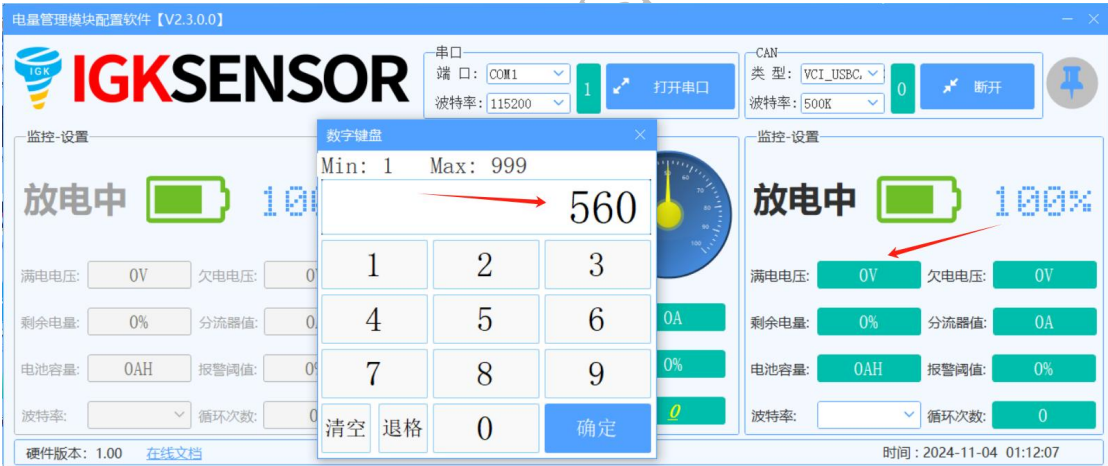 电量管理模块配置软件【V2.3.0.0】
IGK
IGKSENSOR
串口
端 口: COM1
波特率: 115200
1
打开串口
CAN
类 型: VCI_USBC
波特率: 500K
0
断开
监控-设置
放电中
满电电压: 0V
欠电电压:
剩余电量: 0%
分流器值:
电池容量: 0AH
报警阈值:
波特率:
循环次数:
数字键盘
Min: 1 Max: 999
560
1 2 3
4 5 6
7 8 9
清空 退格 0 确定
40
70
80
90
100
0A
0%
0
监控-设置
放电中 100%
满电电压: 0V 欠电电压: 0V
剩余电量: 0% 分流器值: 0A
电池容量: 0AH 报警阈值: 0%
波特率: 循环次数: 0
硬件版本: 1.00 在线文档
时间 : 2024-11-04 01:12:07